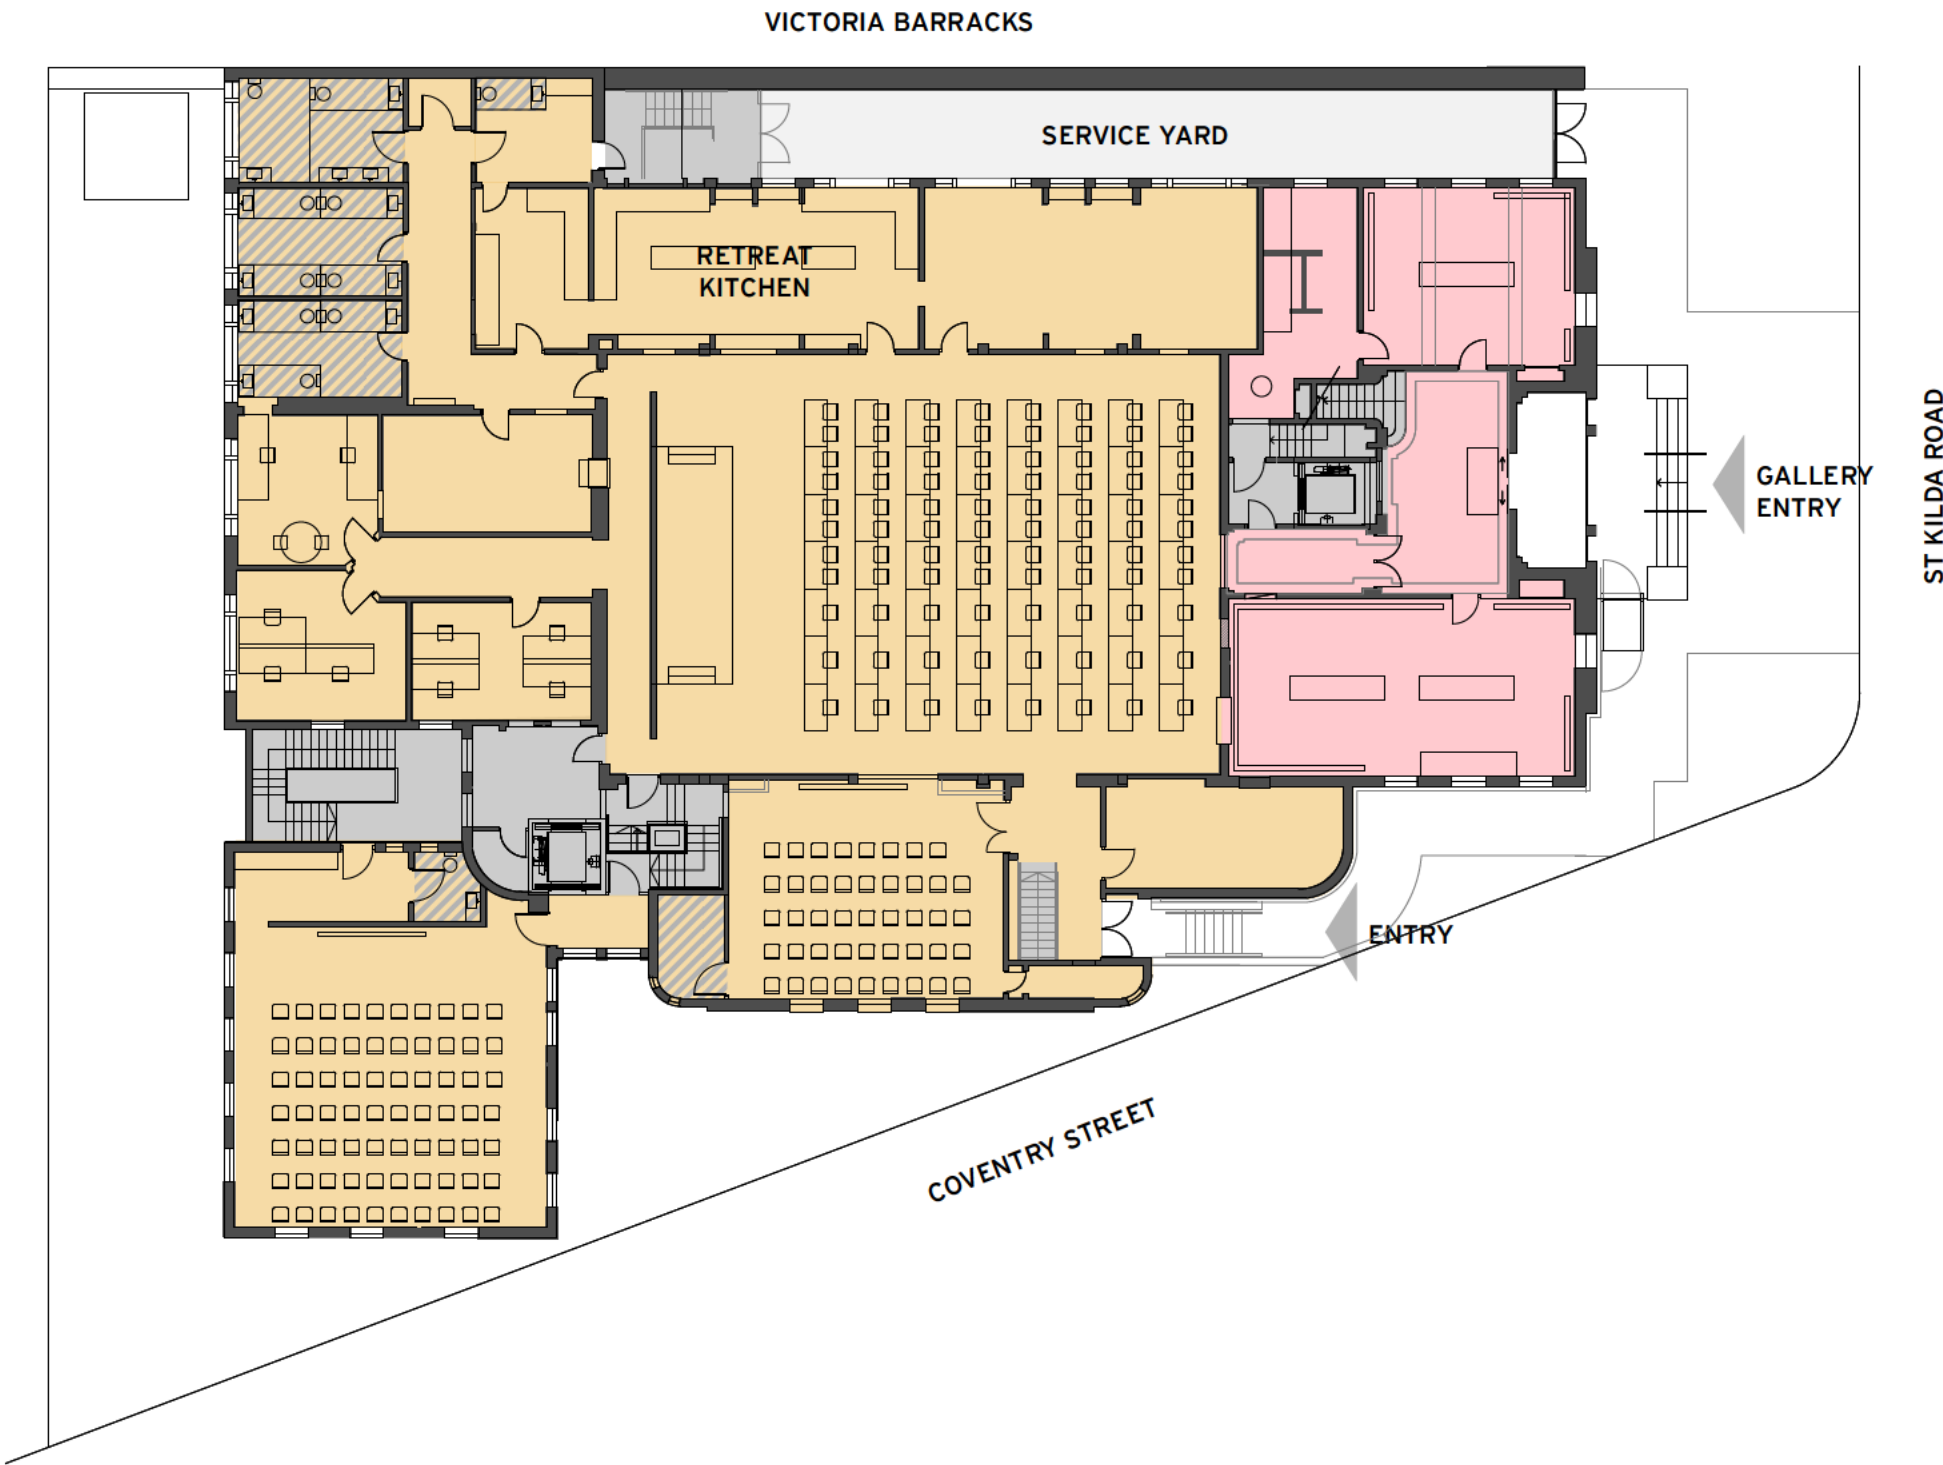 VICTORIA BARRACKS
SERVICE YARD
RETREAT
KITCHEN
GALLERY
ENTRY
ST KILDA ROAD
ENTRY
COVENTRY STREET